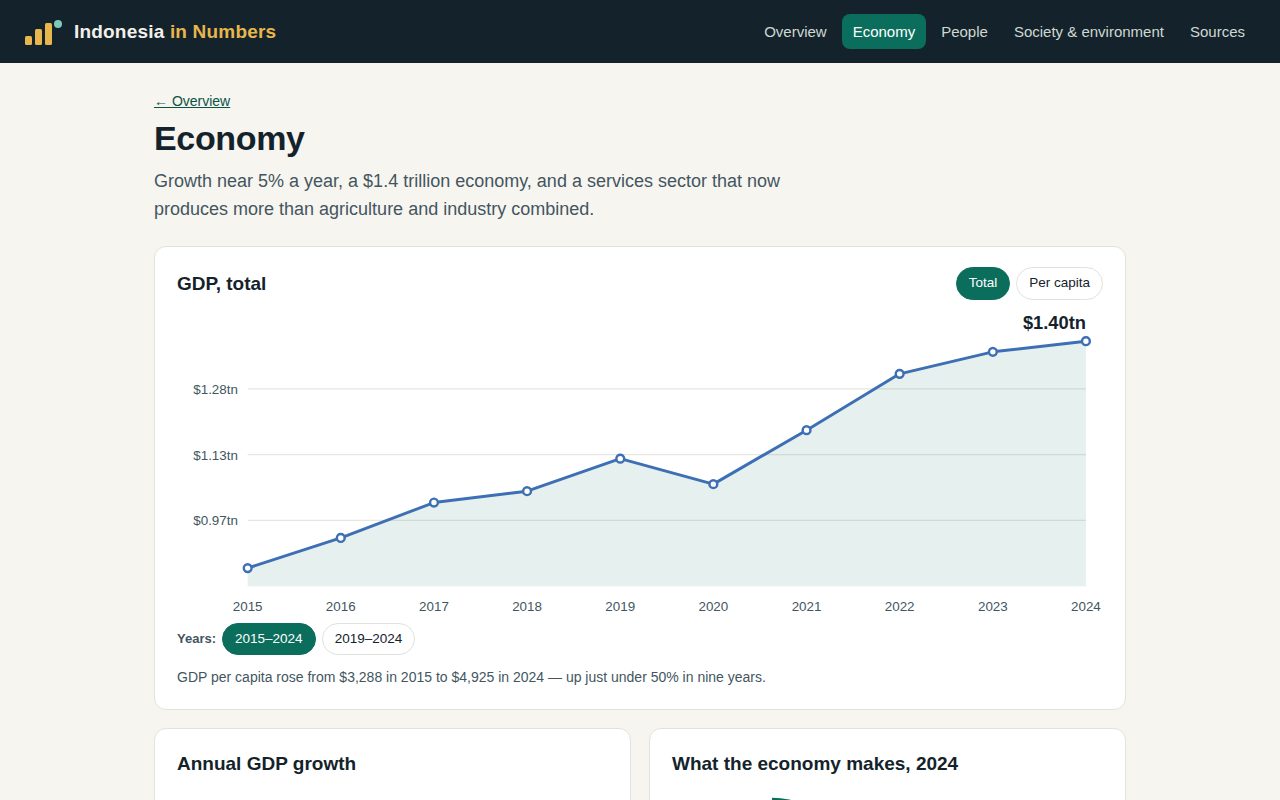 Indonesia in Numbers
Overview
Economy
People
Society & environment
Sources
← Overview
Economy
Growth near 5% a year, a $1.4 trillion economy, and a services sector that now
produces more than agriculture and industry combined.
GDP, total
Total
Per capita
$1.40tn
$1.28tn
$1.13tn
$0.97tn
2015 2016 2017 2018 2019 2020 2021 2022 2023 2024
Years: 2015–2024 2019–2024
GDP per capita rose from $3,288 in 2015 to $4,925 in 2024 — up just under 50% in nine years.
Annual GDP growth
What the economy makes, 2024